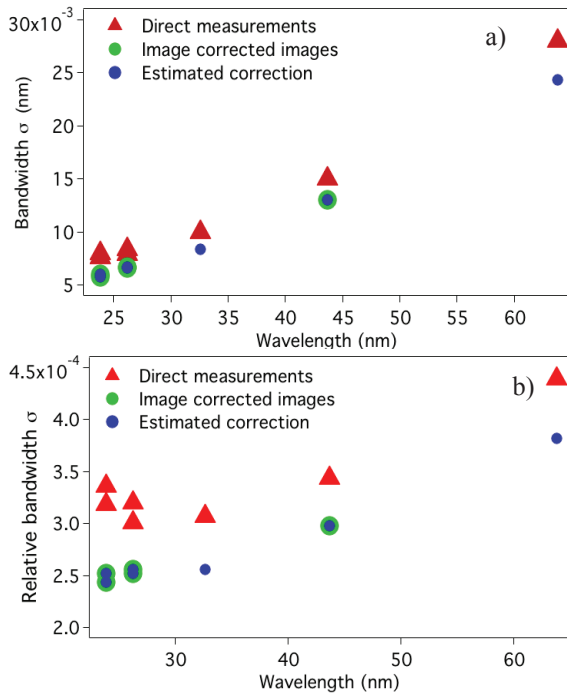 30x10-3
a)
Direct measurements
Image corrected images
Estimated correction
25
20
15
10
5
Bandwidth σ (nm)
25 30 35 40 45 50 55 60
Wavelength (nm)
4.5x10-4
b)
Direct measurements
Image corrected images
Estimated correction
4.0
3.5
3.0
2.5
2.0
Relative bandwidth σ
30 40 50 60
Wavelength (nm)